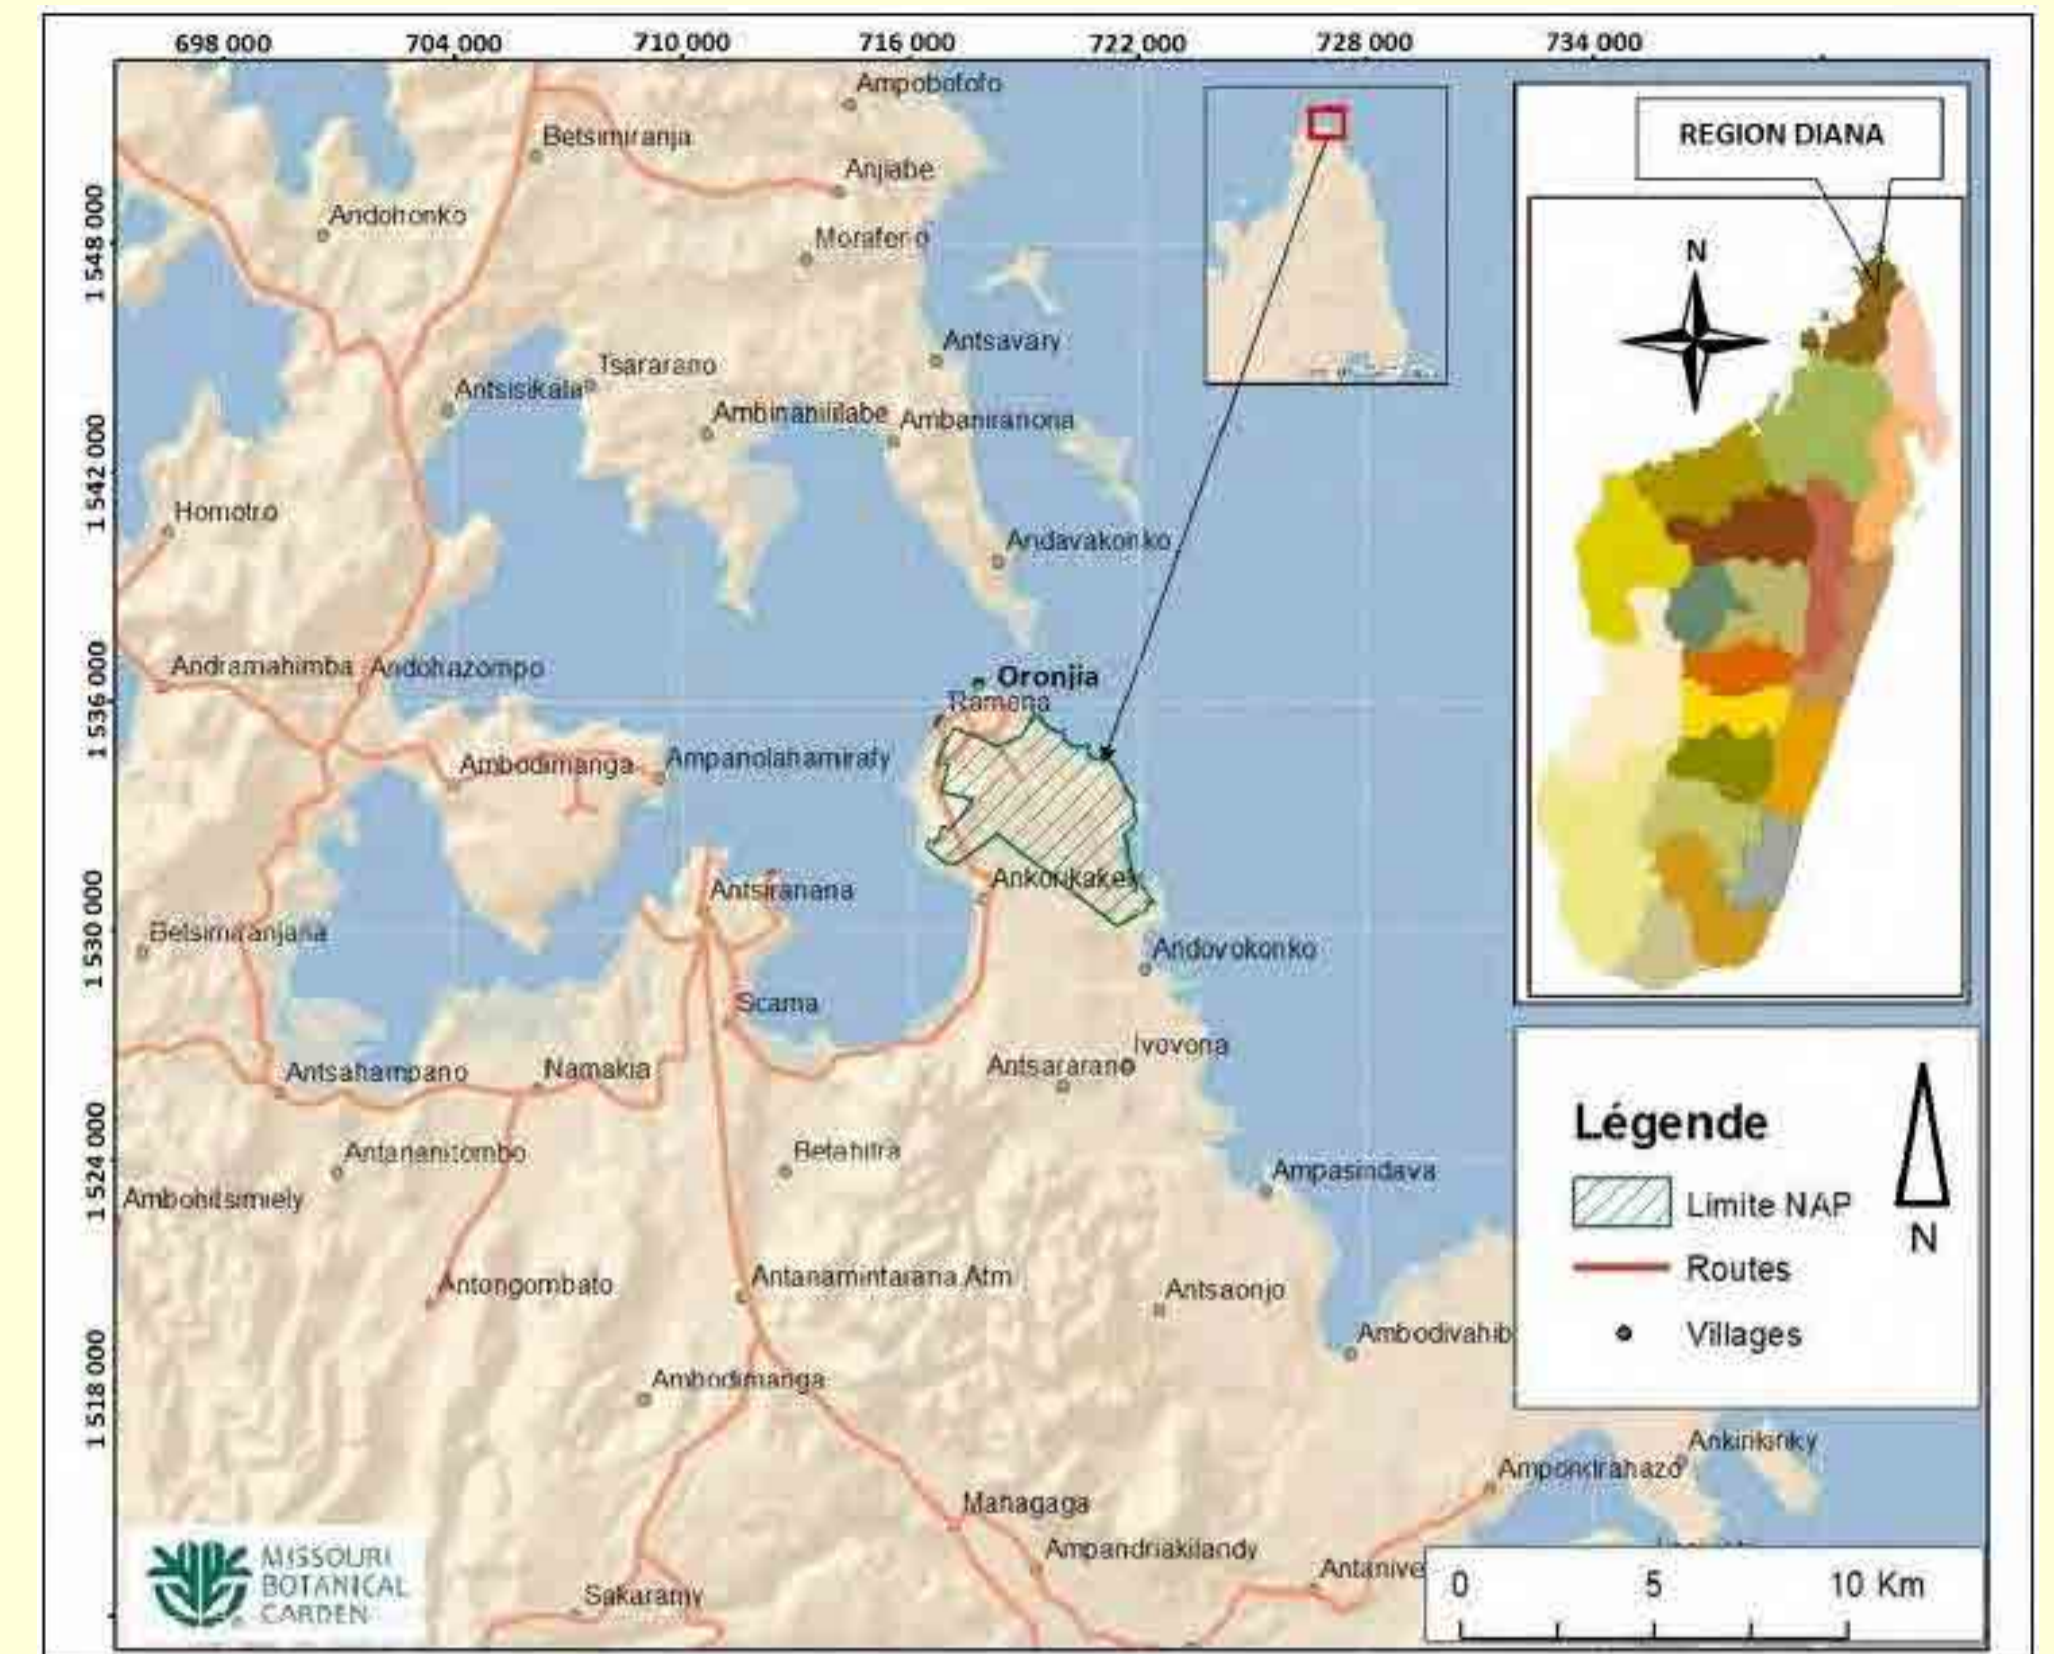 698 000 704 000 710 000 716 000 722 000 728 000 734 000
Ampobofofo
REGION DIANA
Betsimiranja
Anjiabe
1 548 000
Andohonko
Moraferio
N
Antsavary
Tsararano
Antsisikala
Ambaniranona
1 542 000
Homotro
Andavakonko
Andramahimba Andohazompo
Oronjia
Ramena
1 536 000
Ambodimanga
Ampanolahamirafy
Antsiranana
Ankorikakely
1 530 000
Betsimiranjana
Andovokonko
Scama
Ivovona
Antsararano
Antsahampano
Namakia
Légende
1 524 000
Antananitombo
Betahitra
Ampasindava
Ambohitsimiely
Limite NAP
N
Antongombato
Antanamintarana.Atm
Antsaonjo
Routes
Ambodivahib
Villages
1 518 000
Ambodimanga
Ankirikiriky
Ampondrahazo
Mahagaga
Ampandriakilandy
Antanive
MISSOURI
BOTANICAL
GARDEN
Sakaramy
0 5 10 Km